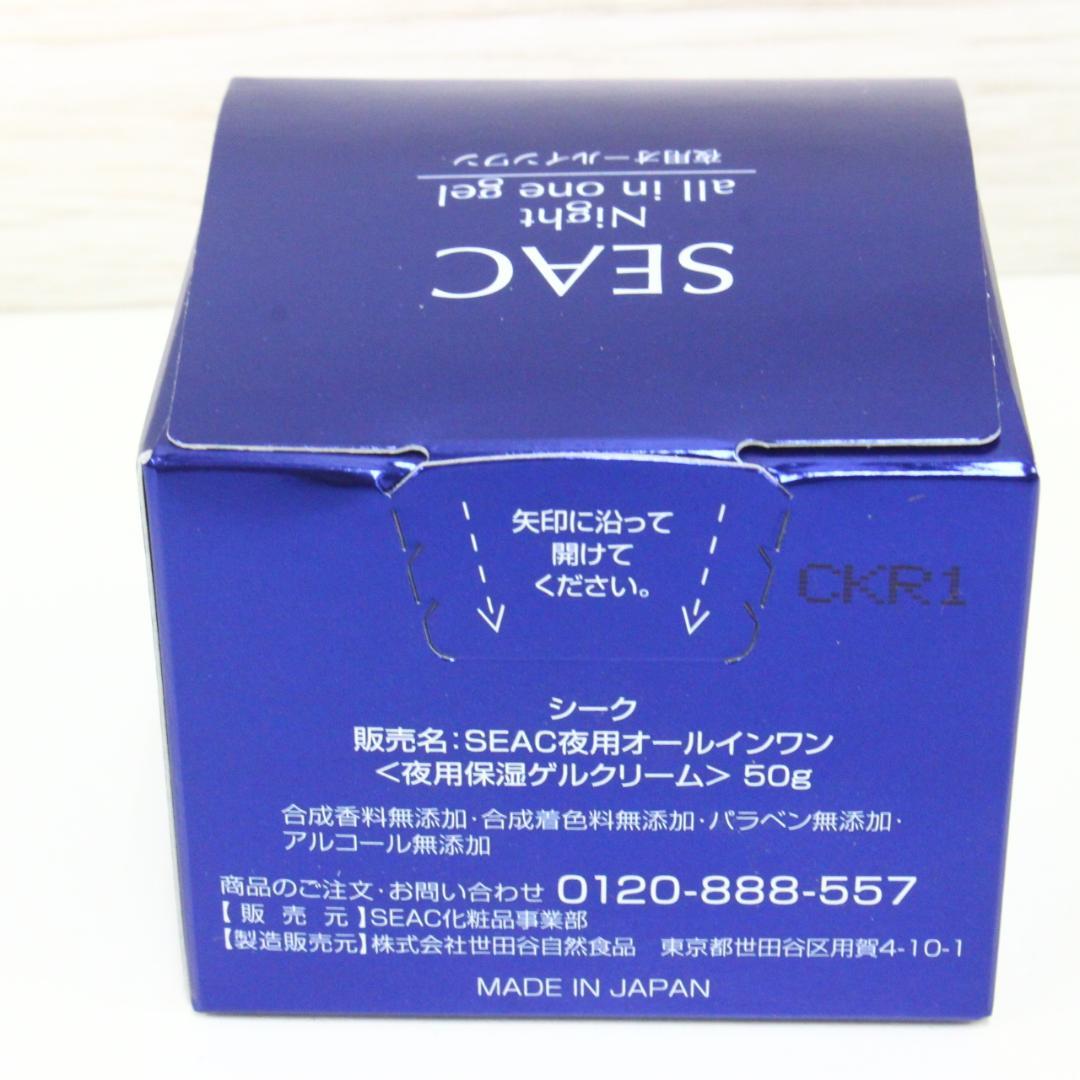 SEAC
Night
all in one gel
夜用オールインワン
矢印に沿って
開けて
ください。
CKR1
シーク
販売名:SEAC夜用オールインワン
<夜用保湿ゲルクリーム> 50g
合成香料無添加・合成着色料無添加・パラベン無添加・
アルコール無添加
商品のご注文・お問い合わせ 0120-888-557
【販売元】SEAC化粧品事業部
【製造販売元】株式会社世田谷自然食品 東京都世田谷区用賀4-10-1
MADE IN JAPAN